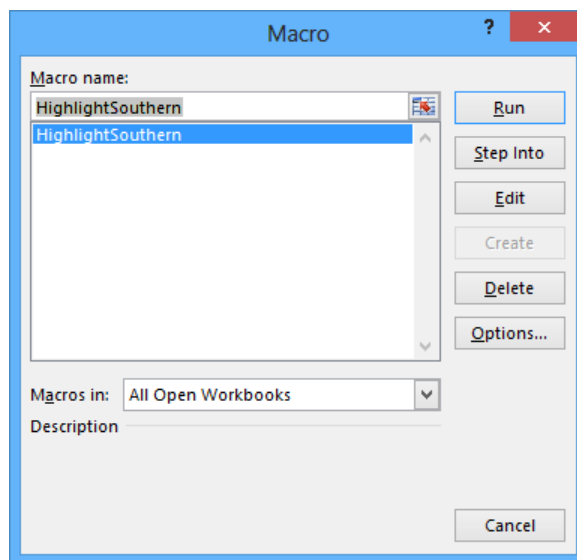 Macro
?
Macro name:
HighlightSouthern
HighlightSouthern
Run
Step Into
Edit
Create
Delete
Options...
Macros in: All Open Workbooks
Description
Cancel